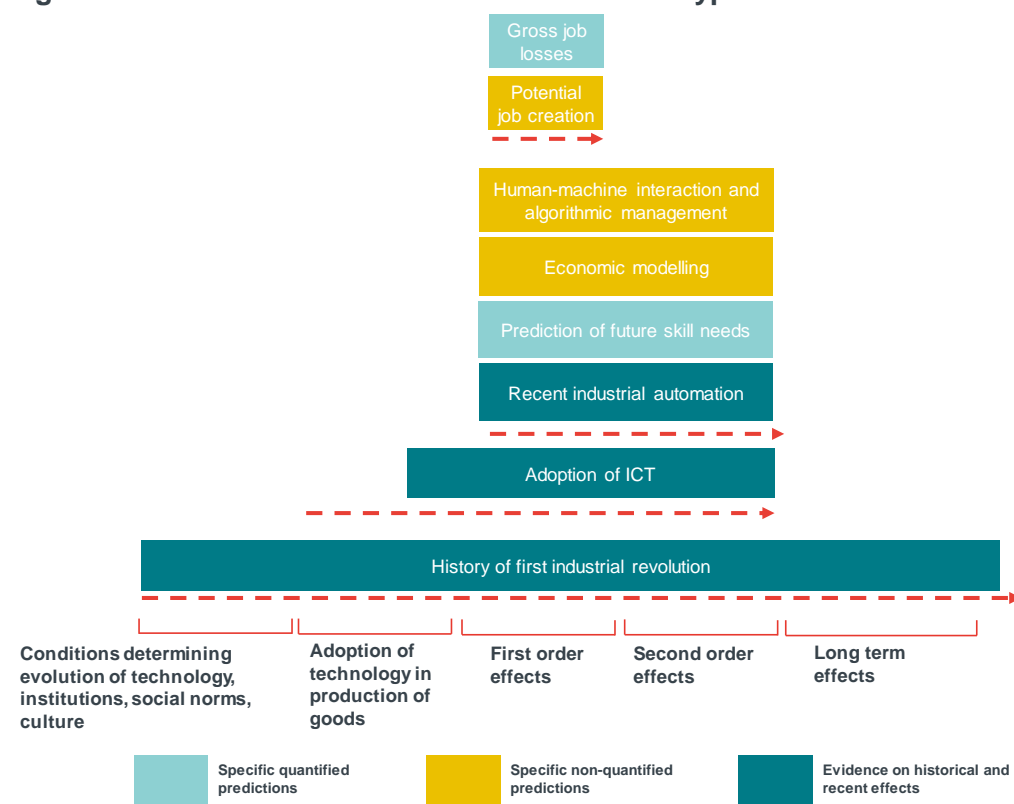 Gross job
losses
Potential
job creation
Human-machine interaction and
algorithmic management
Economic modelling
Prediction of future skill needs
Recent industrial automation
Adoption of ICT
History of first industrial revolution
Conditions determining
evolution of technology,
institutions, social norms,
culture
Adoption of
technology in
production of
goods
First order
effects
Second order
effects
Long term
effects
Specific quantified
predictions
Specific non-quantified
predictions
Evidence on historical and
recent effects